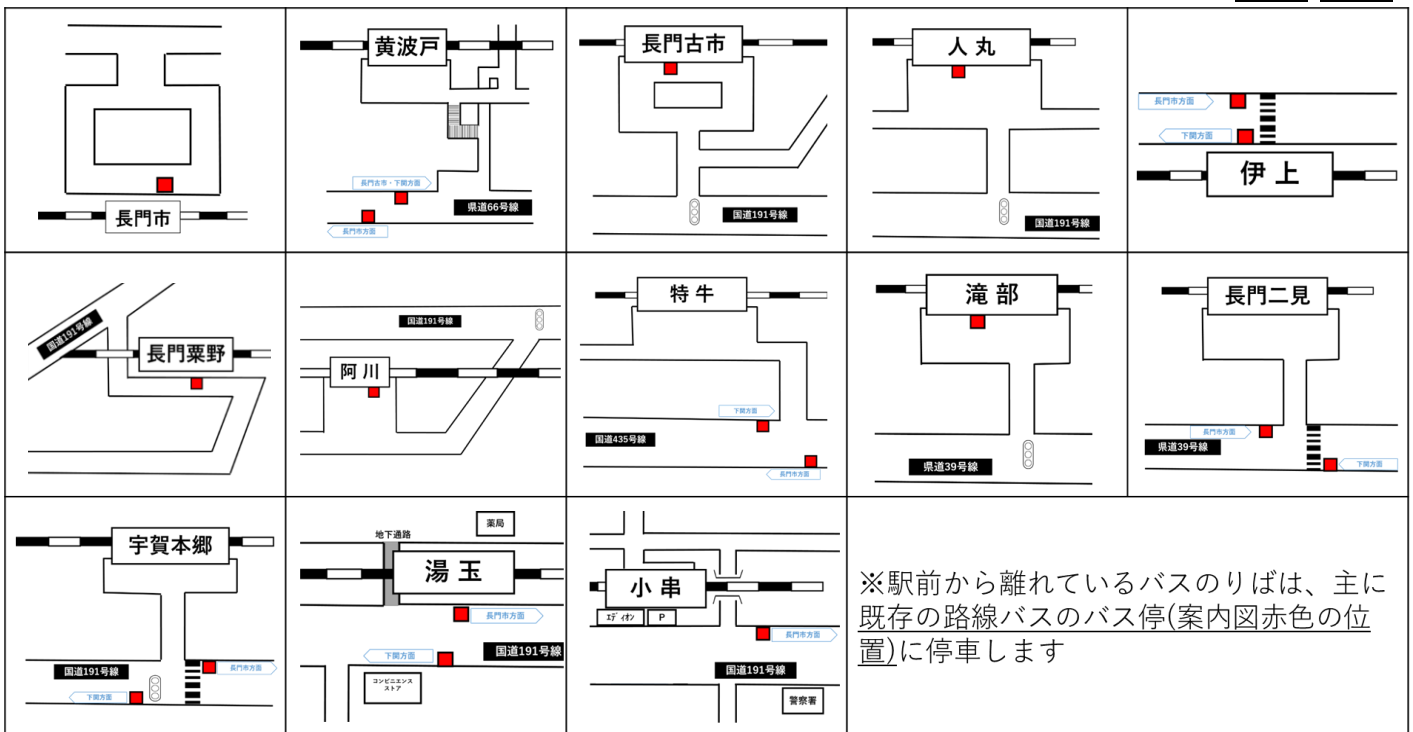 長門市
黄波戸
長門古市・下関方面
県道66号線
長門市方面
長門古市
国道191号線
人丸
国道191号線
長門市方面
下関方面
伊上
国道191号線
長門粟野
国道191号線
阿川
特牛
下関方面
国道435号線
長門市方面
滝部
県道39号線
長門二見
長門市方面
県道39号線
下関方面
宇賀本郷
国道191号線
長門市方面
下関方面
薬局
地下通路
湯玉
長門市方面
下関方面
国道191号線
コンビニエンス
ストア
小串
エディオン
P
長門市方面
国道191号線
警察署
※駅前から離れているバスのりばは、主に
既存の路線バスのバス停(案内図赤色の位
置)に停車します